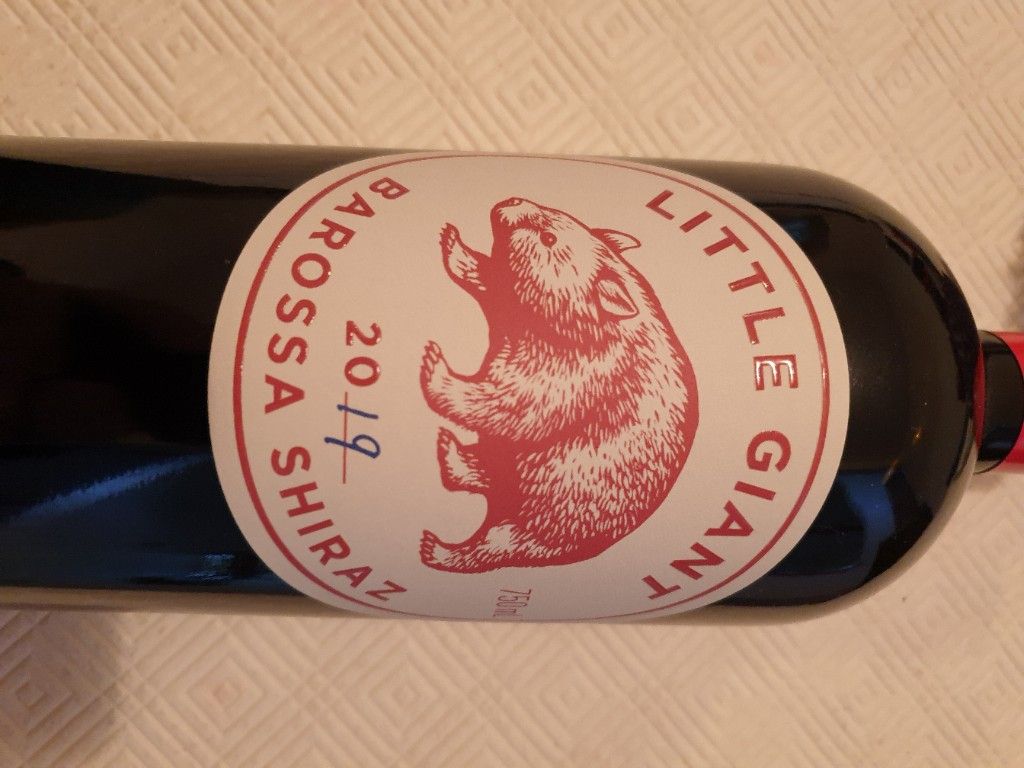 LITTLE GIANT
750mL
2019
BAROSSA SHIRAZ